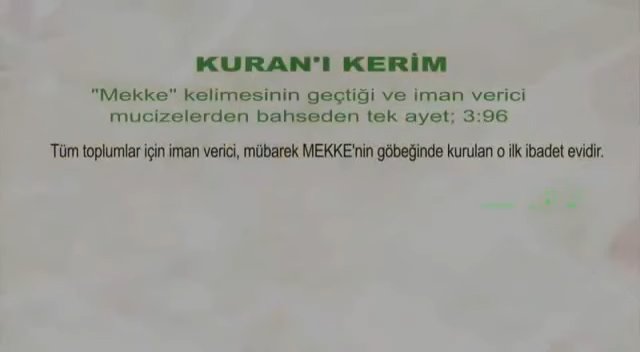 KURAN'I KERİM
"Mekke" kelimesinin geçtiği ve iman verici
mucizelerden bahseden tek ayet; 3:96
Tüm toplumlar için iman verici, mübarek MEKKE'nin göbeğinde kurulan o ilk ibadet evidir.